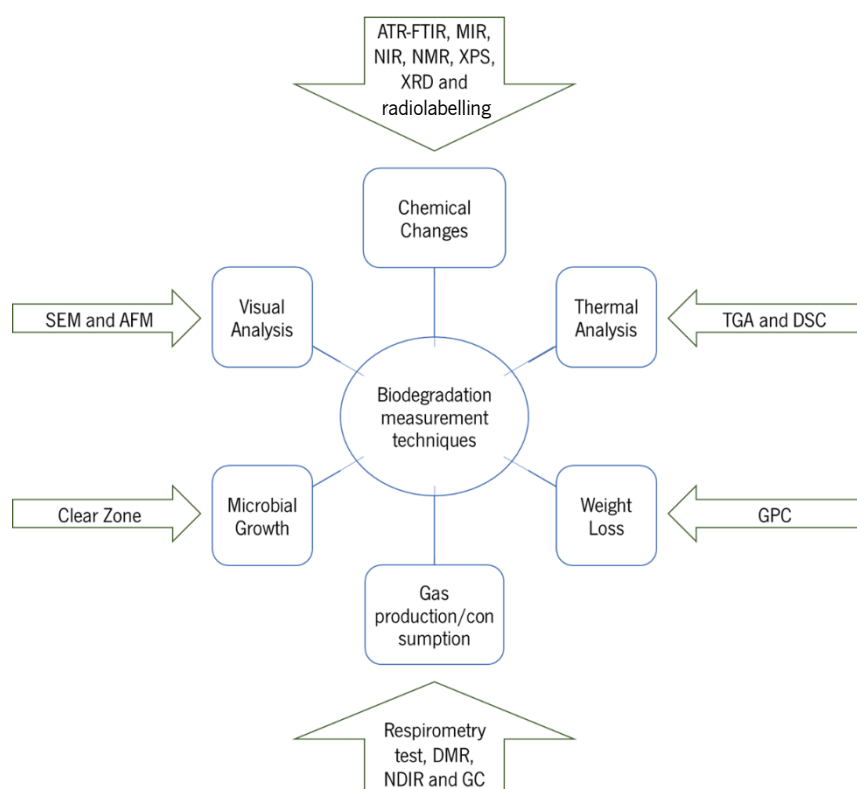 ATR-FTIR, MIR,
NIR, NMR, XPS,
XRD and
radiolabelling
Chemical
Changes
Visual
Analysis
Thermal
Analysis
SEM and AFM
TGA and DSC
Biodegradation
measurement
techniques
Microbial
Growth
Weight
Loss
Clear Zone
GPC
Gas
production/con
sumption
Respirometry
test, DMR,
NDIR and GC